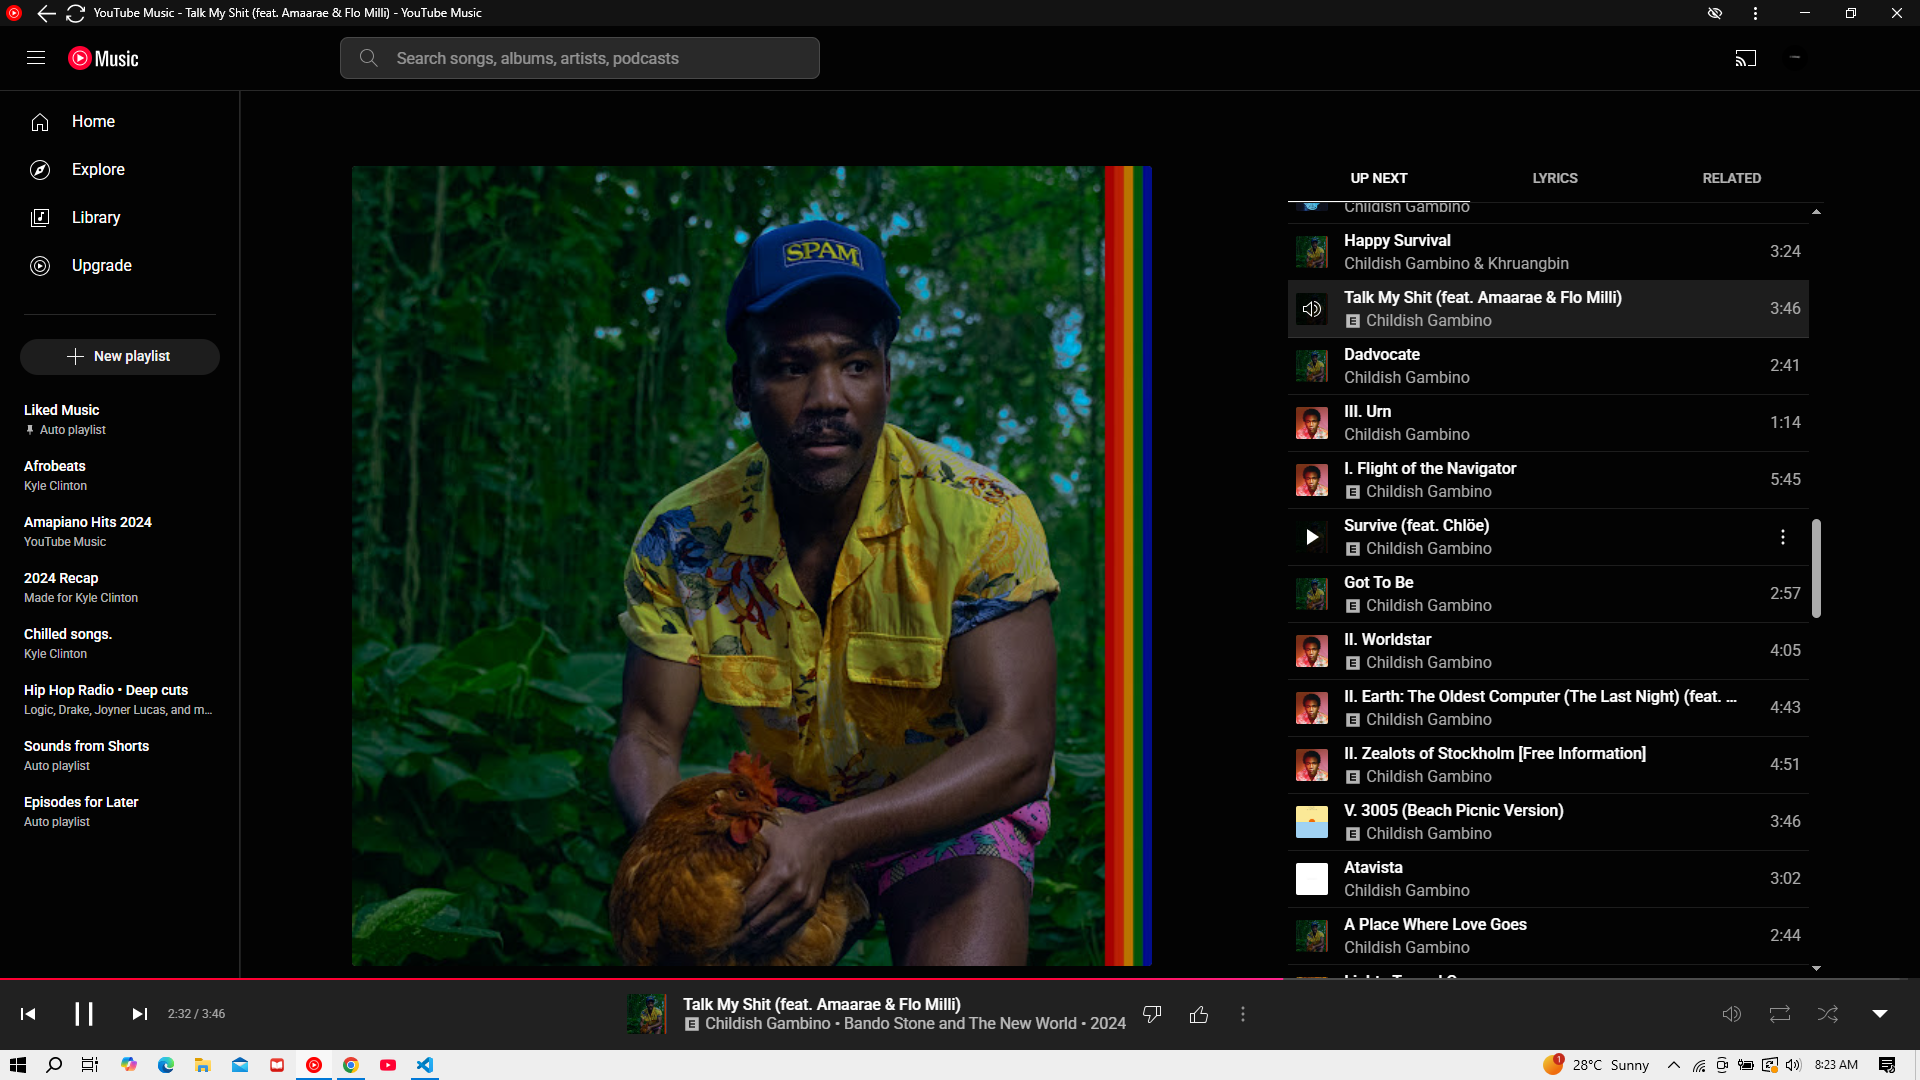 YouTube Music - Talk My Shit (feat. Amaarae & Flo Milli) - YouTube Music
Music
Search songs, albums, artists, podcasts
Home
Explore
Library
Upgrade
New playlist
Liked Music
Auto playlist
Afrobeats
Kyle Clinton
Amapiano Hits 2024
YouTube Music
2024 Recap
Made for Kyle Clinton
Chilled songs.
Kyle Clinton
Hip Hop Radio • Deep cuts
Logic, Drake, Joyner Lucas, and m...
Sounds from Shorts
Auto playlist
Episodes for Later
Auto playlist
SPAM
UP NEXT LYRICS RELATED
Childish Gambino
Happy Survival
Childish Gambino & Khruangbin
3:24
Talk My Shit (feat. Amaarae & Flo Milli)
E Childish Gambino
3:46
Dadvocate
Childish Gambino
2:41
III. Urn
Childish Gambino
1:14
I. Flight of the Navigator
E Childish Gambino
5:45
Survive (feat. Chlöe)
E Childish Gambino
Got To Be
E Childish Gambino
2:57
II. Worldstar
E Childish Gambino
4:05
II. Earth: The Oldest Computer (The Last Night) (feat. ...
E Childish Gambino
4:43
II. Zealots of Stockholm [Free Information]
E Childish Gambino
4:51
V. 3005 (Beach Picnic Version)
E Childish Gambino
3:46
Atavista
Childish Gambino
3:02
A Place Where Love Goes
Childish Gambino
2:44
2:32 / 3:46
Talk My Shit (feat. Amaarae & Flo Milli)
E Childish Gambino • Bando Stone and The New World • 2024
1
28°C Sunny
8:23 AM